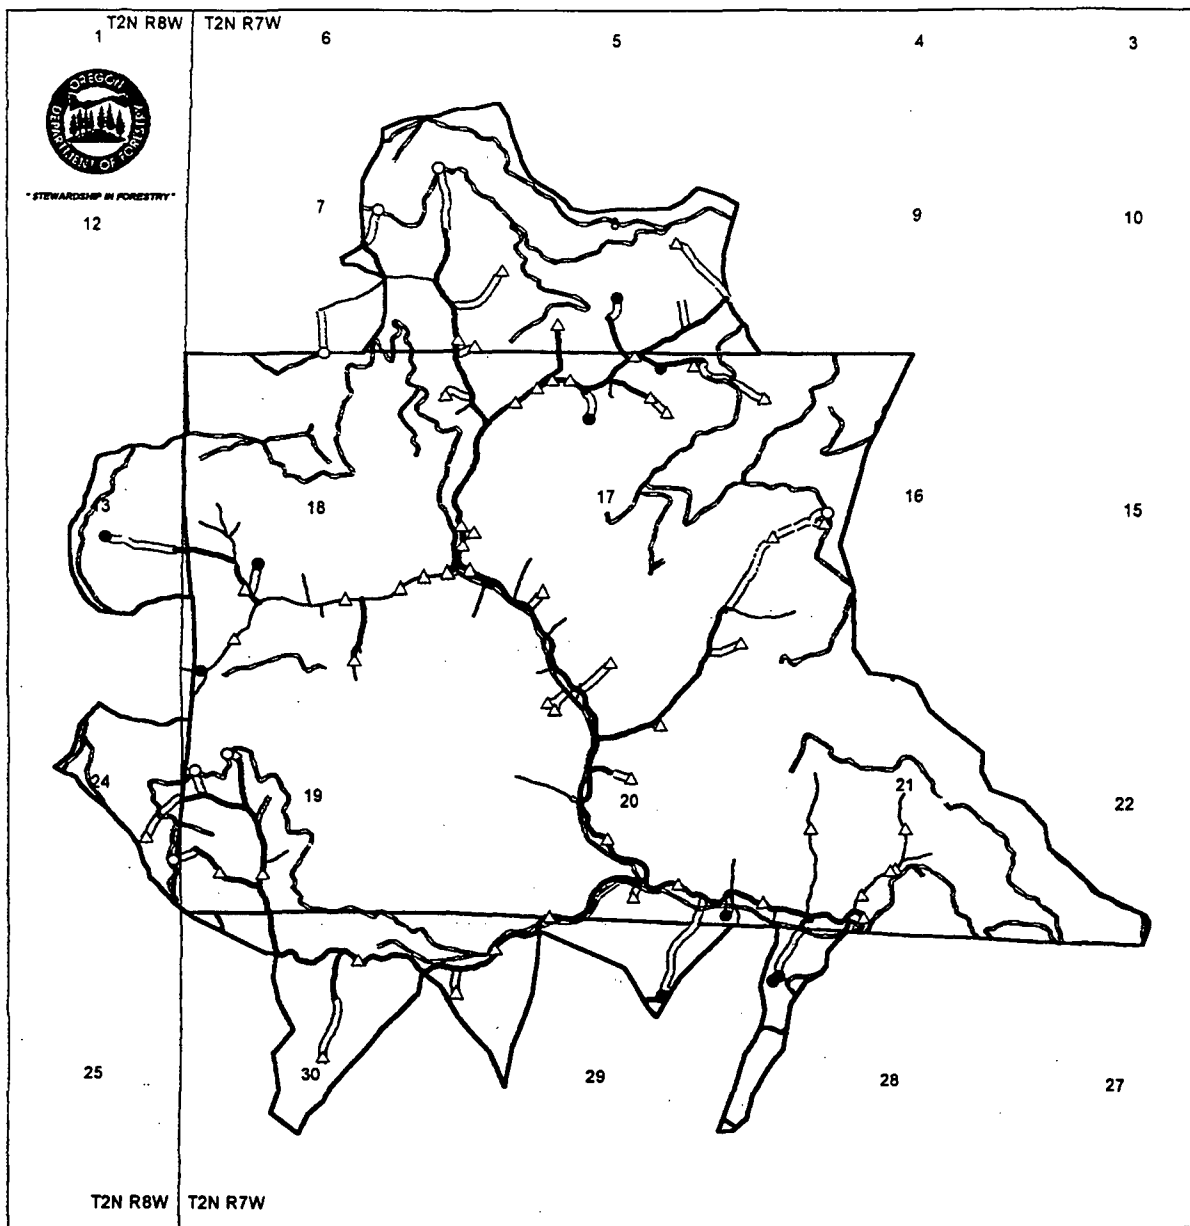 T2N R8W T2N R7W
1 6 5 4 3
OREGON
DEPARTMENT OF FORESTRY
"STEWARDSHIP IN FORESTRY"
12 7 9 10
13 18 17 16 15
24 19 20 21 22
25 30 29 28 27
T2N R8W T2N R7W